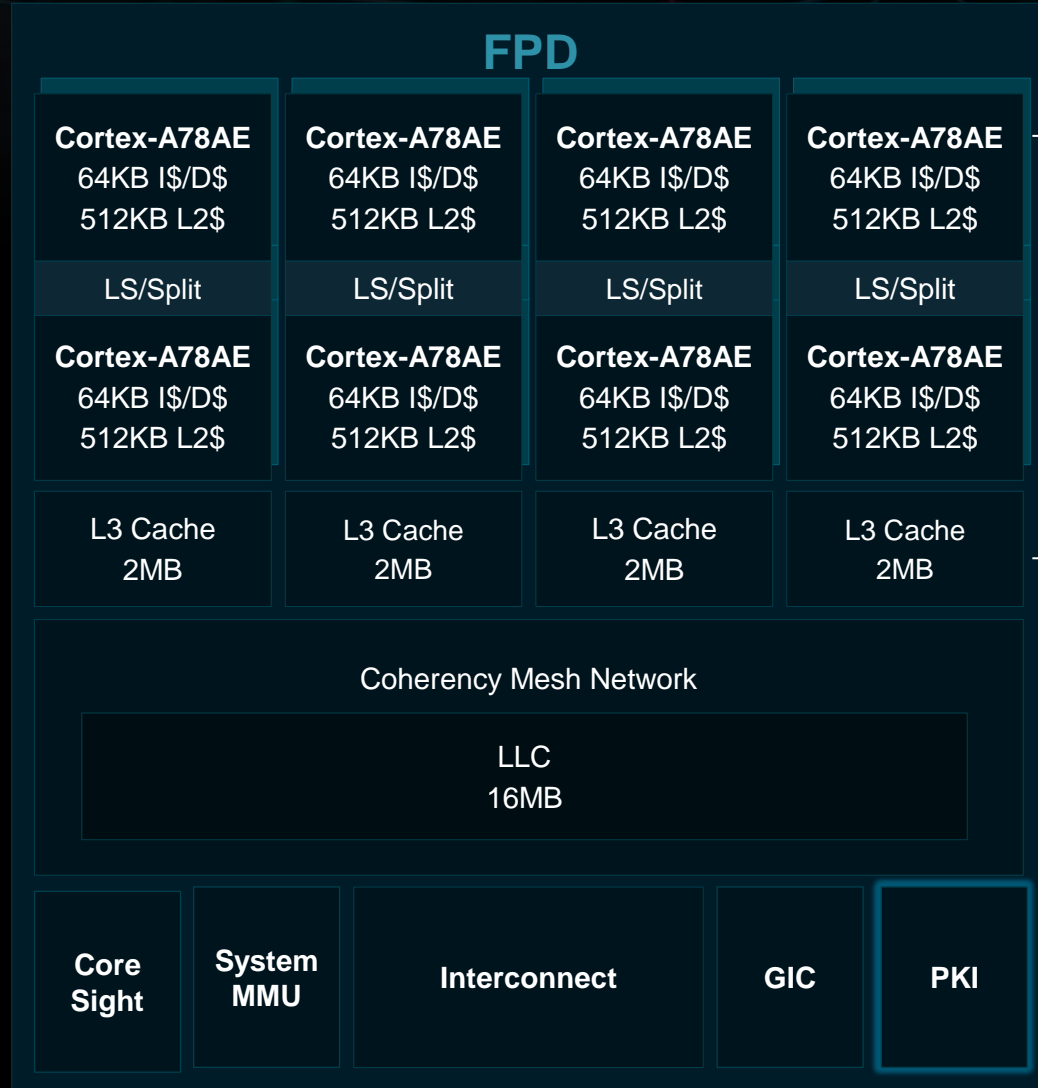 FPD
Cortex-A78AE
64KB I$/D$
512KB L2$
Cortex-A78AE
64KB I$/D$
512KB L2$
Cortex-A78AE
64KB I$/D$
512KB L2$
Cortex-A78AE
64KB I$/D$
512KB L2$
LS/Split
LS/Split
LS/Split
LS/Split
Cortex-A78AE
64KB I$/D$
512KB L2$
Cortex-A78AE
64KB I$/D$
512KB L2$
Cortex-A78AE
64KB I$/D$
512KB L2$
Cortex-A78AE
64KB I$/D$
512KB L2$
L3 Cache
2MB
L3 Cache
2MB
L3 Cache
2MB
L3 Cache
2MB
Coherency Mesh Network
LLC
16MB
Core
Sight
System
MMU
Interconnect
GIC
PKI